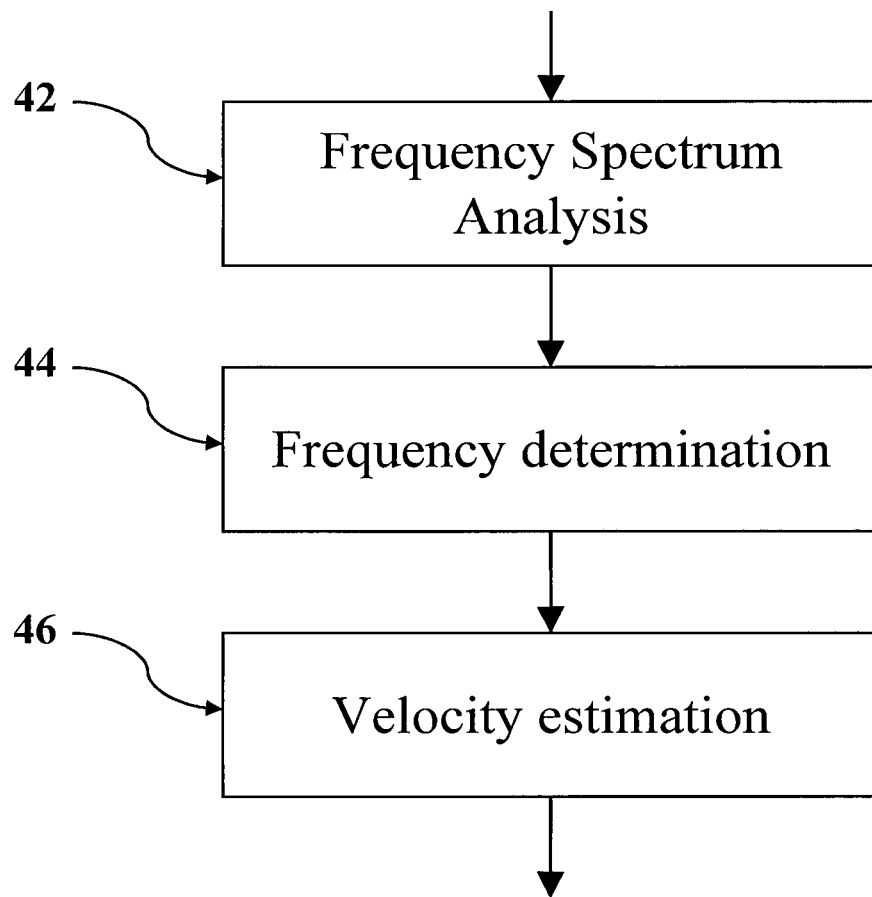 42
Frequency Spectrum
Analysis
44
Frequency determination
46
Velocity estimation